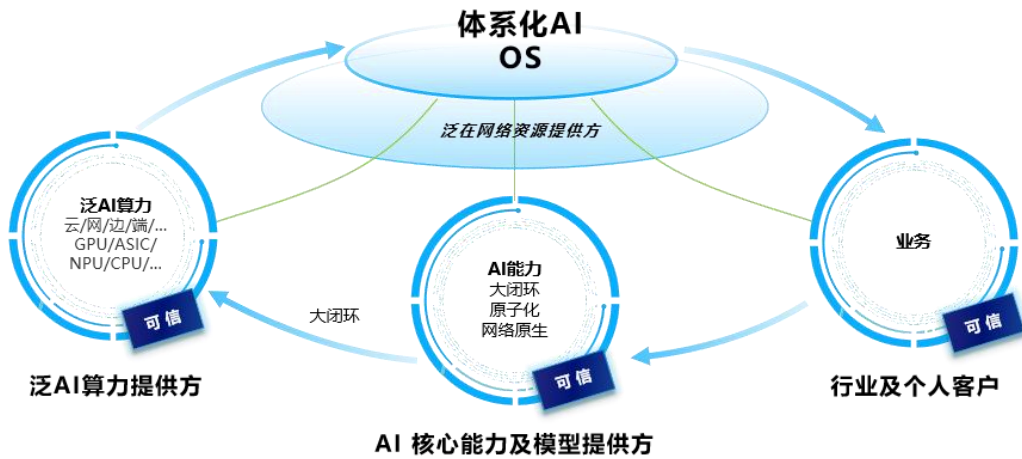 体系化AI
OS
泛在网络资源提供方
泛AI算力
云/网/边/端/...
GPU/ASIC/
NPU/CPU/...
可信
泛AI算力提供方
大闭环
AI能力
大闭环
原子化
网络原生
可信
AI 核心能力及模型提供方
业务
可信
行业及个人客户